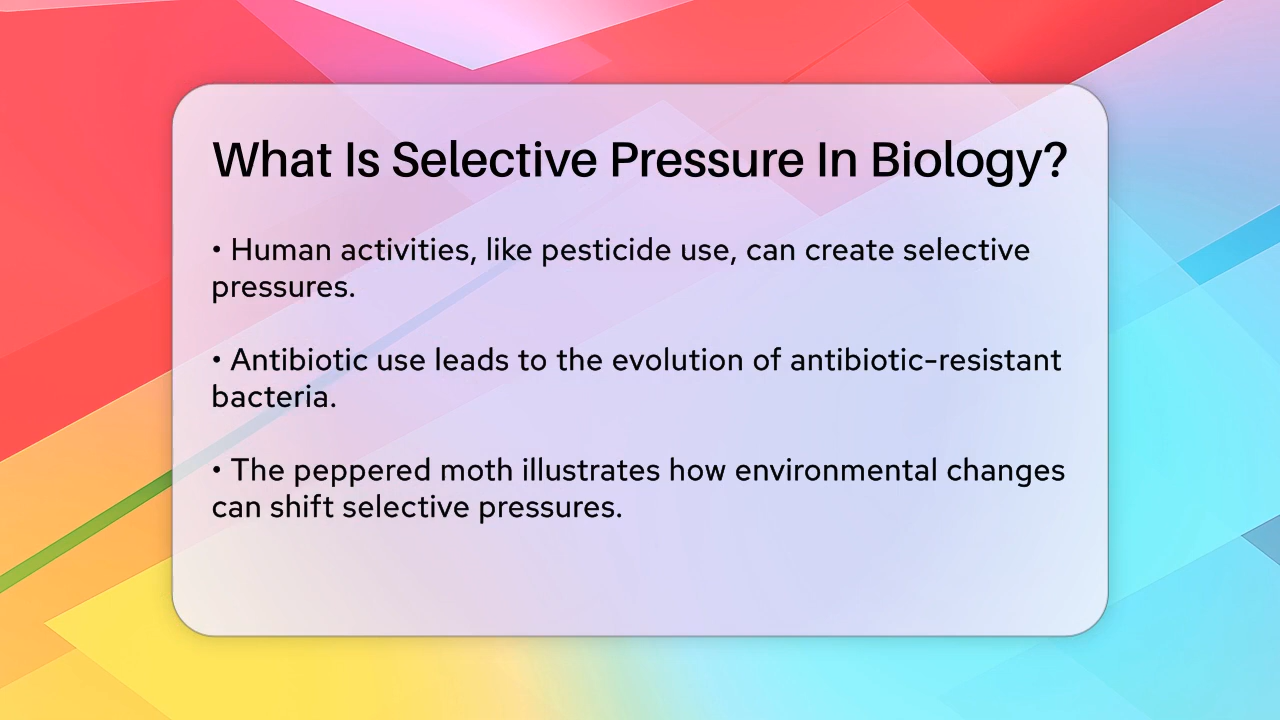 What Is Selective Pressure In Biology?
• Human activities, like pesticide use, can create selective
pressures.
• Antibiotic use leads to the evolution of antibiotic-resistant
bacteria.
• The peppered moth illustrates how environmental changes
can shift selective pressures.